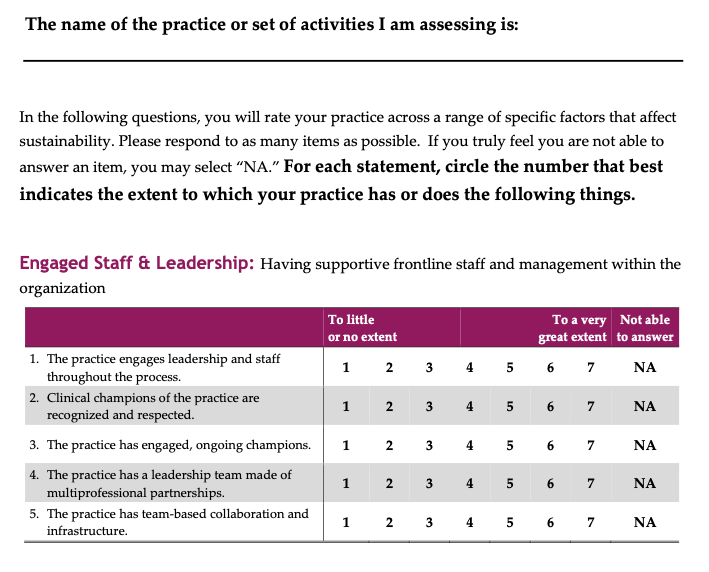 The name of the practice or set of activities I am assessing is:
In the following questions, you will rate your practice across a range of specific factors that affect
sustainability. Please respond to as many items as possible.  If you truly feel you are not able to
answer an item, you may select “NA.” For each statement, circle the number that best
indicates the extent to which your practice has or does the following things.
Engaged Staff & Leadership: Having supportive frontline staff and management within the
organization
To little To a very Not able
or no extent great extent to answer
1. The practice engages leadership and staff
throughout the process.
1 2 3 4 5 6 7 NA
2. Clinical champions of the practice are
recognized and respected.
1 2 3 4 5 6 7 NA
3. The practice has engaged, ongoing champions. 1 2 3 4 5 6 7 NA
4. The practice has a leadership team made of
multiprofessional partnerships.
1 2 3 4 5 6 7 NA
5. The practice has team-based collaboration and
infrastructure.
1 2 3 4 5 6 7 NA